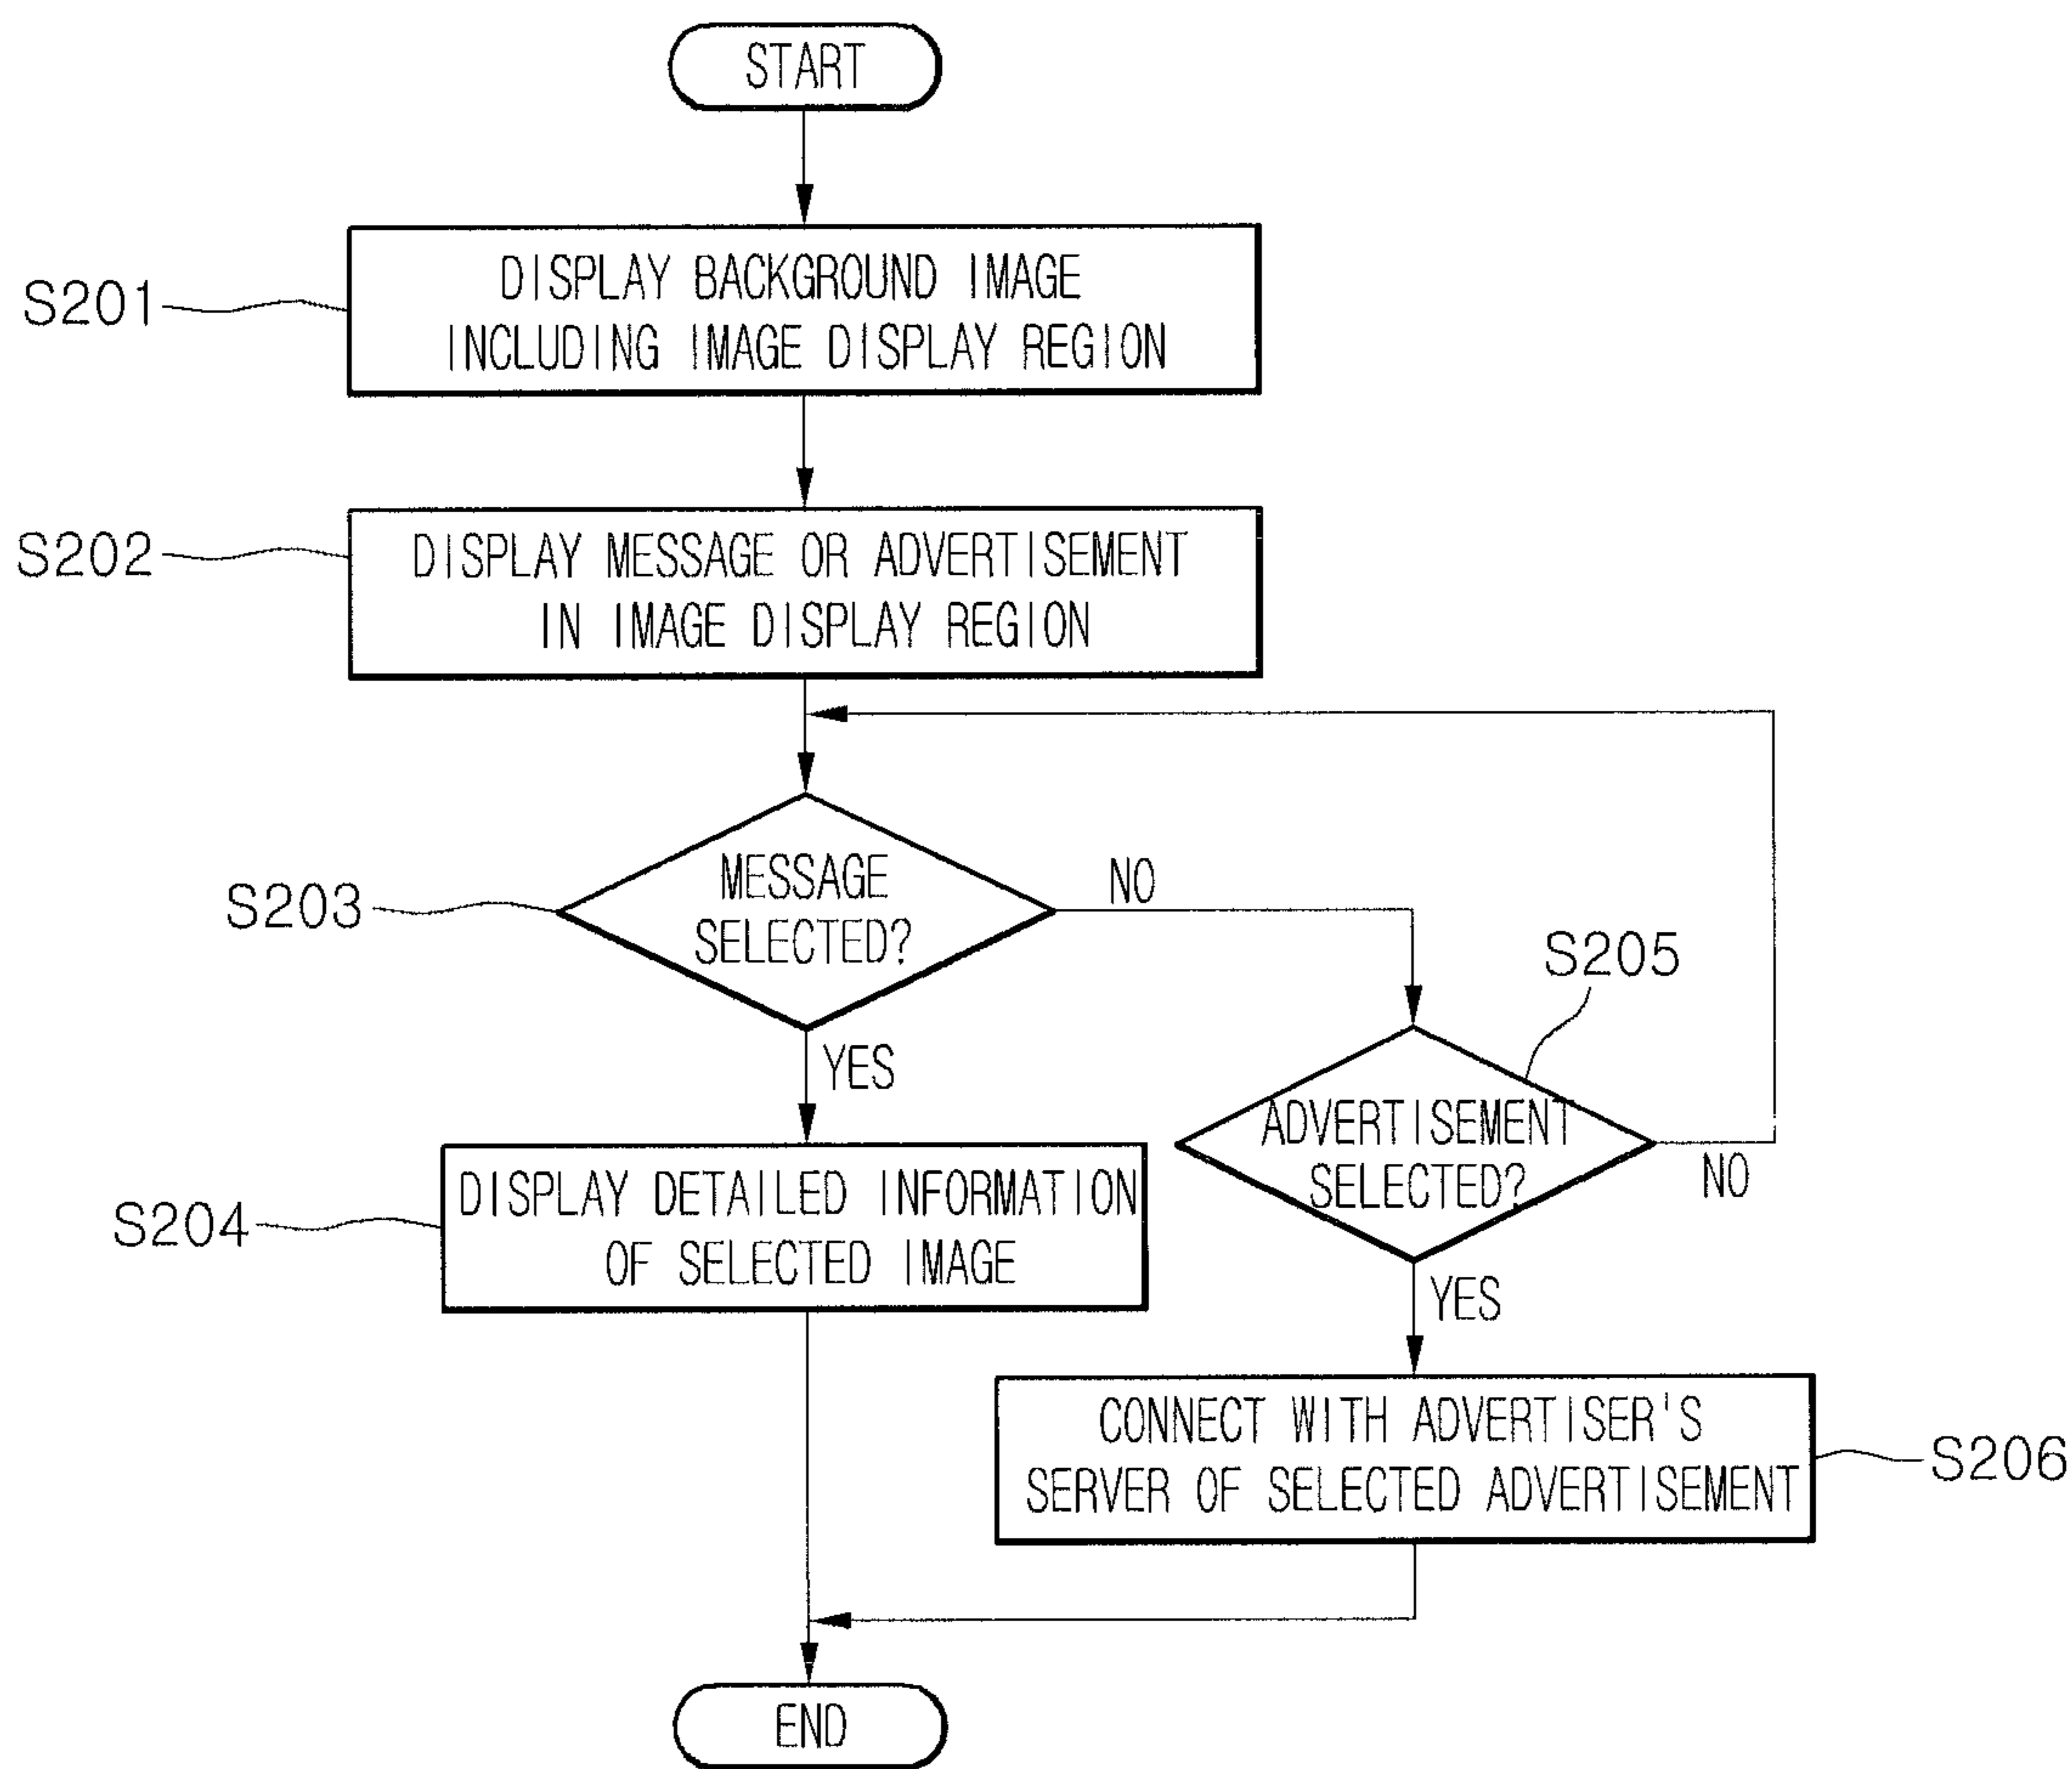 START
S201
DISPLAY BACKGROUND IMAGE
INCLUDING IMAGE DISPLAY REGION
S202
DISPLAY MESSAGE OR ADVERTISEMENT
IN IMAGE DISPLAY REGION
S203
MESSAGE
SELECTED?
NO
YES
S205
ADVERTISEMENT
SELECTED?
NO
YES
S204
DISPLAY DETAILED INFORMATION
OF SELECTED IMAGE
CONNECT WITH ADVERTISER'S
SERVER OF SELECTED ADVERTISEMENT
S206
END